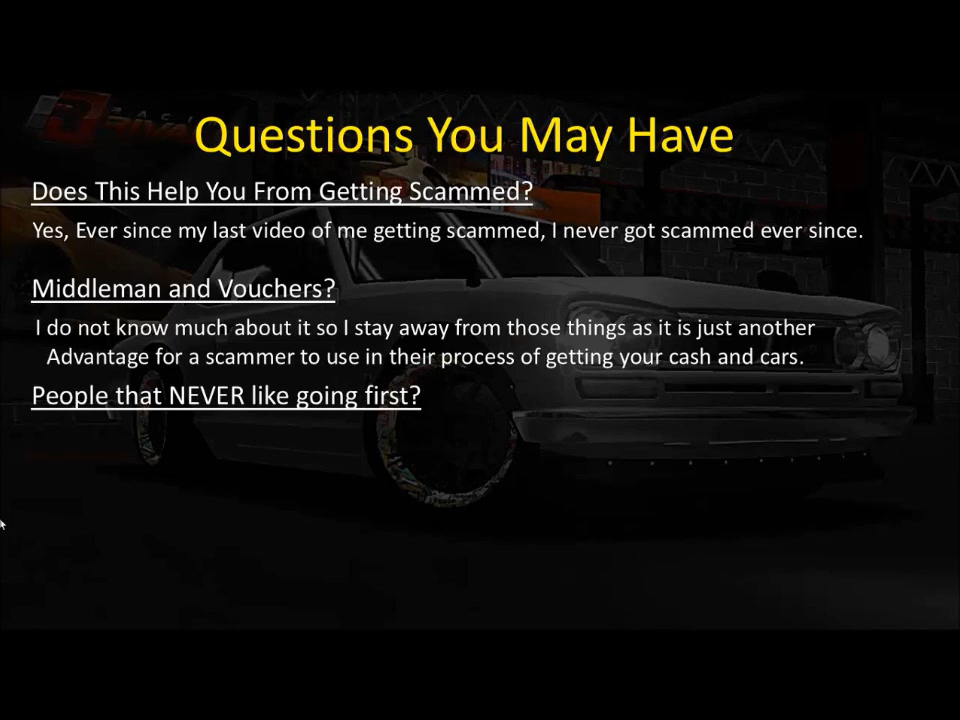 Questions You May Have
Does This Help You From Getting Scammed?
Yes, Ever since my last video of me getting scammed, I never got scammed ever since.
Middleman and Vouchers?
I do not know much about it so I stay away from those things as it is just another
Advantage for a scammer to use in their process of getting your cash and cars.
People that NEVER like going first?